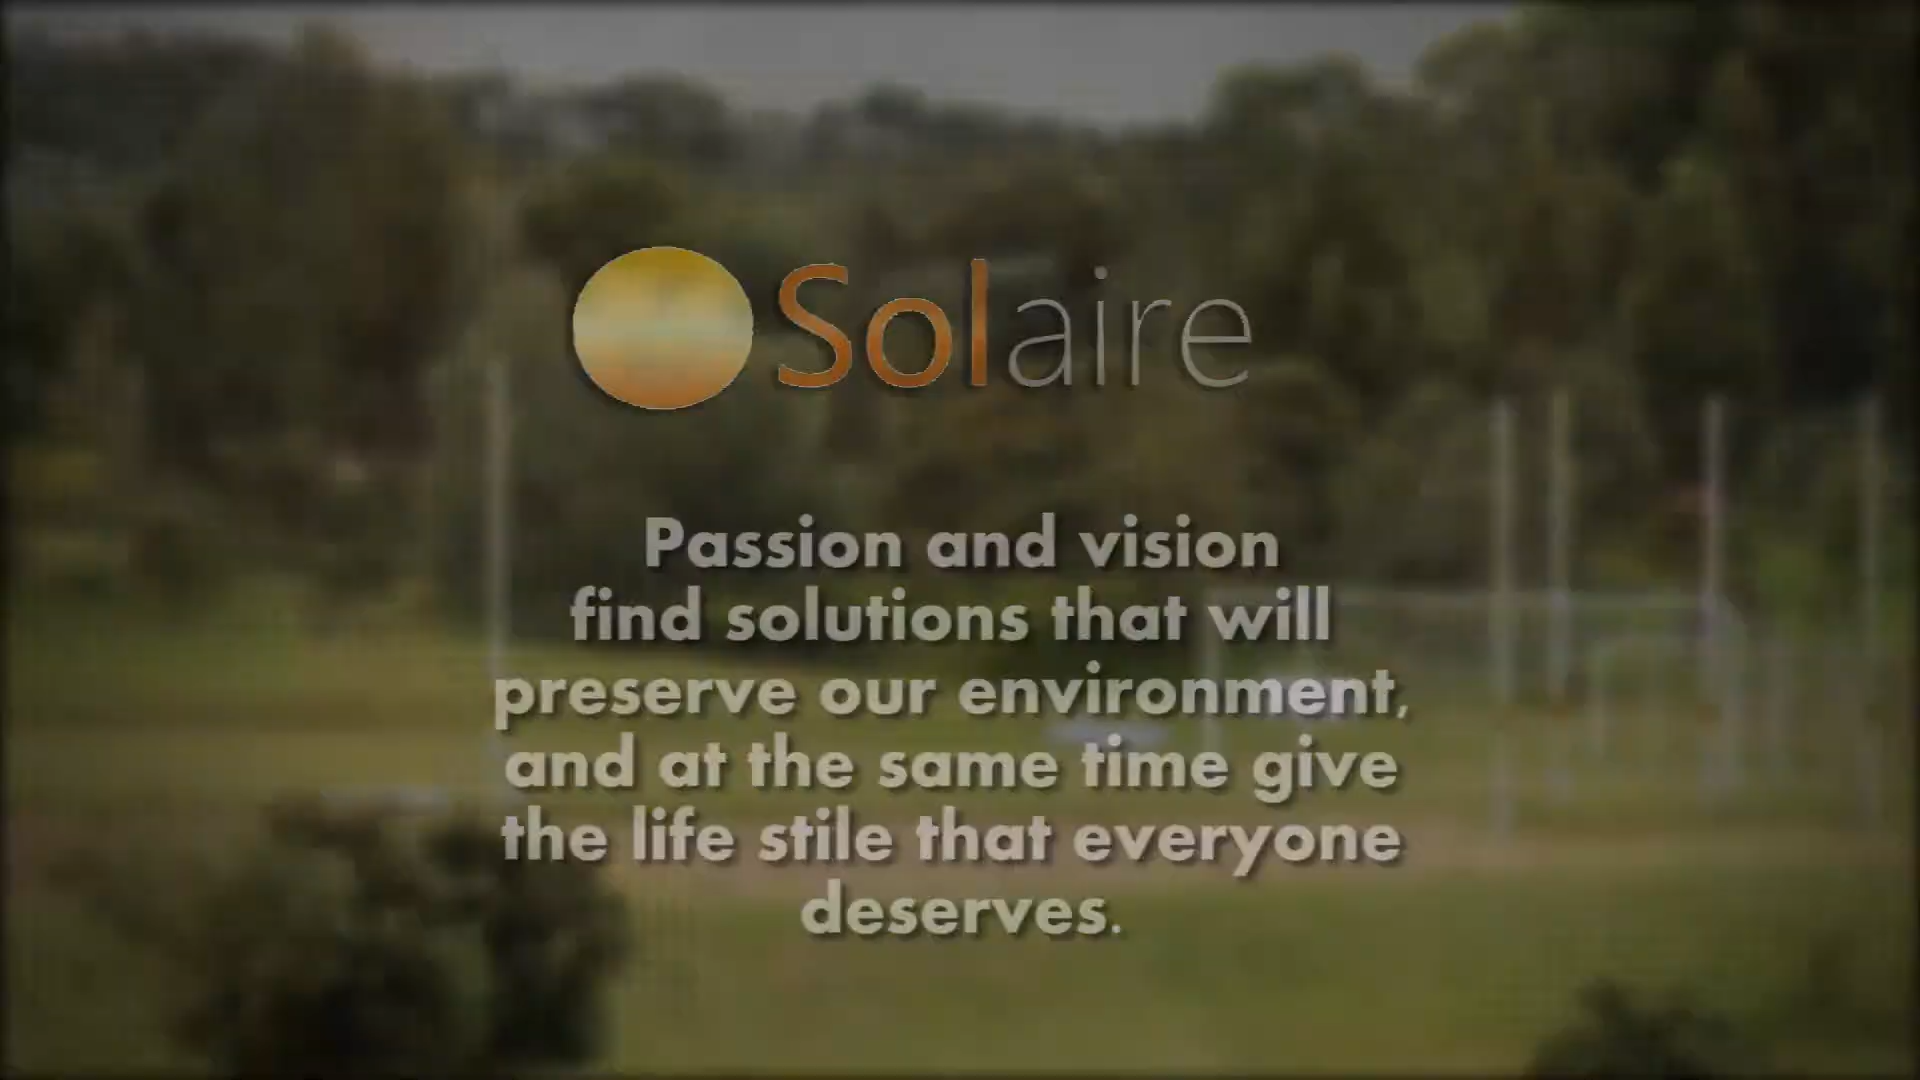 Solaire
Passion and vision
find solutions that will
preserve our environment,
and at the same time give
the life stile that everyone
deserves.